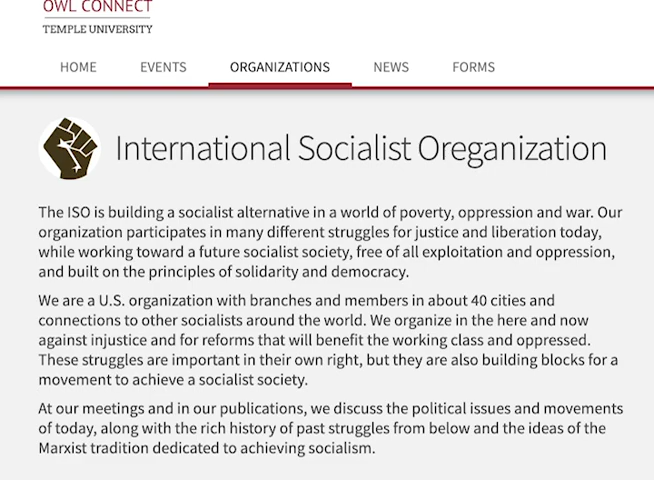 OWL CONNECT
TEMPLE UNIVERSITY
HOME EVENTS ORGANIZATIONS NEWS FORMS
International Socialist Oreganization
The ISO is building a socialist alternative in a world of poverty, oppression and war. Our
organization participates in many different struggles for justice and liberation today,
while working toward a future socialist society, free of all exploitation and oppression,
and built on the principles of solidarity and democracy.
We are a U.S. organization with branches and members in about 40 cities and
connections to other socialists around the world. We organize in the here and now
against injustice and for reforms that will benefit the working class and oppressed.
These struggles are important in their own right, but they are also building blocks for a
movement to achieve a socialist society.
At our meetings and in our publications, we discuss the political issues and movements
of today, along with the rich history of past struggles from below and the ideas of the
Marxist tradition dedicated to achieving socialism.